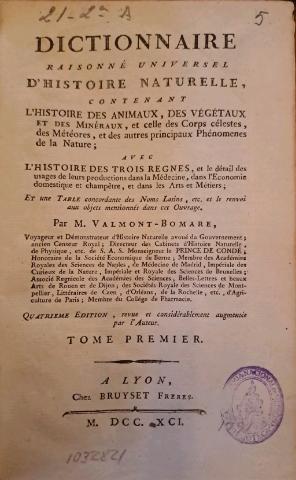 21-2ª A
5
DICTIONNAIRE
RAISONNÉ UNIVERSEL
D'HISTOIRE NATURELLE,
CONTENANT
L'HISTOIRE DES ANIMAUX, DES VÉGÉTAUX
ET DES MINÉRAUX, et celle des Corps célestes,
des Météores, et des autres principaux Phénomenes
de la Nature;
AVEC
L'HISTOIRE DES TROIS REGNES, et le détail des
usages de leurs productions dans la Médecine, dans l'Economie
domestique et champêtre, et dans les Arts et Métiers;
Et une TABLE concordante des Noms Latins, etc. et le renvoi
aux objets mentionnés dans cet Ouvrage.
Par M. VALMONT-BOMARE,
Voyageur et Démonstrateur d'Histoire Naturelle avoué du Gouvernement;
ancien Censeur Royal; Directeur des Cabinets d'Histoire Naturelle,
de Physique, etc. de S. A. S. Monseigneur le PRINCE DE CONDÉ;
Honoraire de la Société Economique de Berne; Membre des Académies
Royales des Sciences de Naples, de Médecine de Madrid, Impériale des
Curieux de la Nature, Impériale et Royale des Sciences de Bruxelles;
Associé Regnicole des Académies des Sciences, Belles-Lettres et beaux
Arts de Rouen et de Dijon; des Sociétés Royales des Sciences de Mont-
pellier, Littéraires de Caen, d'Orléans, de la Rochelle, etc. d'Agri-
culture de Paris; Membre du Collége de Pharmacie.
QUATRIEME ÉDITION, revue et considérablement augmentée
par l'Auteur.
TOME PREMIER.
A LYON,
Chez BRUYSET FRERES.
M. DCC. XCI.
1032821